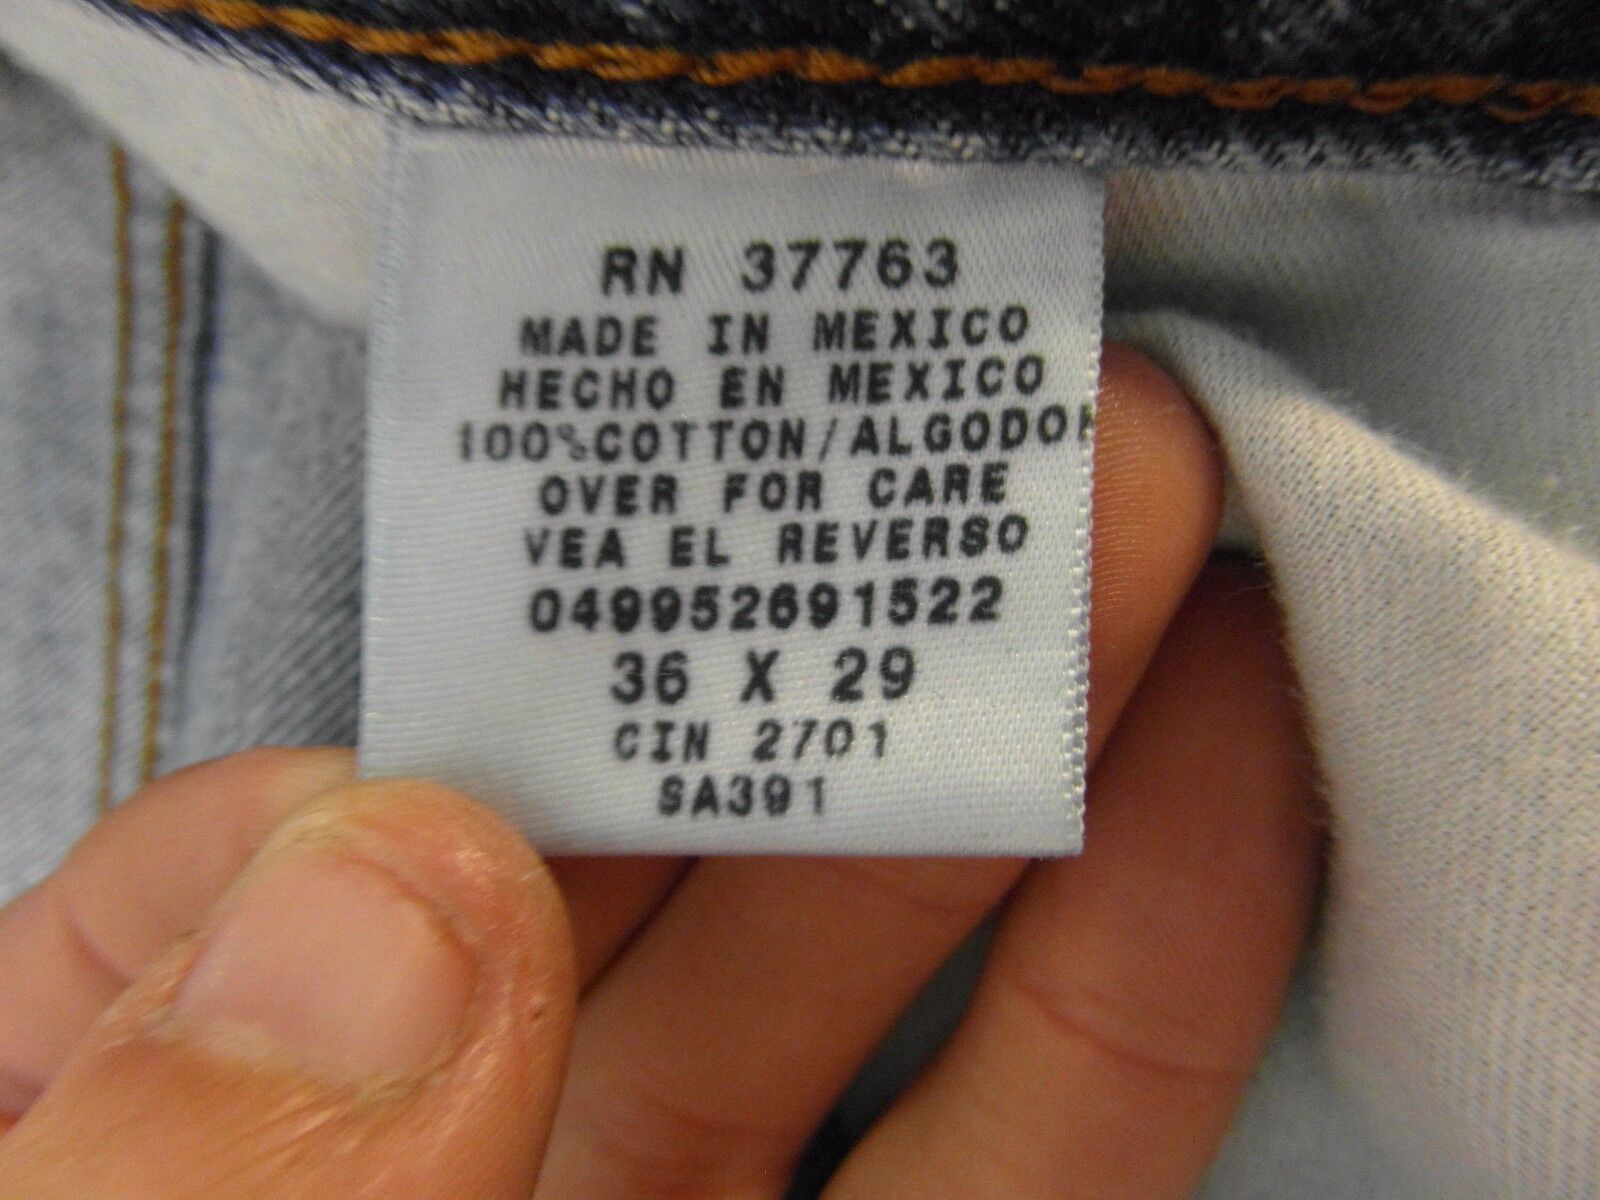 RN 37763
MADE IN MEXICO
HECHO EN MEXICO
100%COTTON/ALGODON
OVER FOR CARE
VEA EL REVERSO
049952691522
36 X 29
CIN 2701
SA391